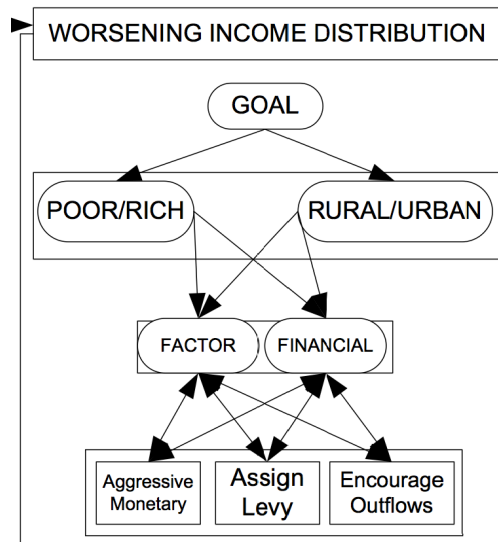 WORSENING INCOME DISTRIBUTION
GOAL
POOR/RICH
RURAL/URBAN
FACTOR
FINANCIAL
Aggressive
Monetary
Assign
Levy
Encourage
Outflows